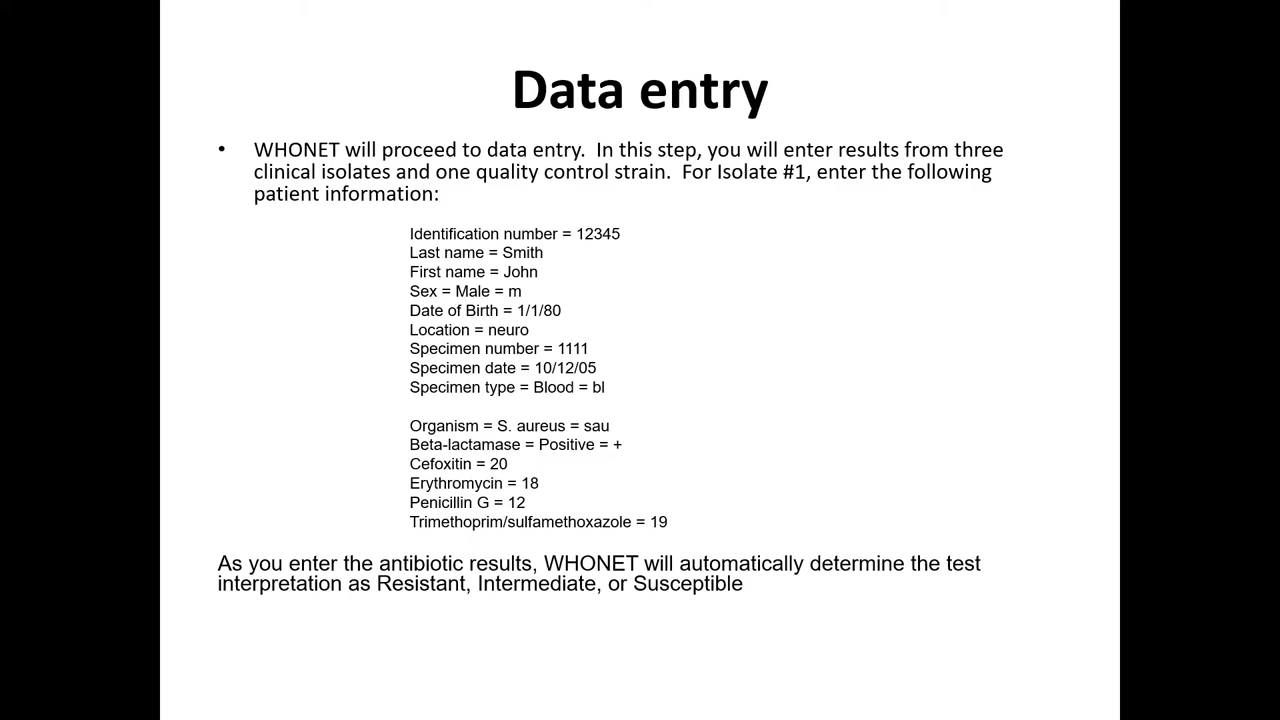 Data entry
• WHONET will proceed to data entry.  In this step, you will enter results from three
clinical isolates and one quality control strain.  For Isolate #1, enter the following
patient information:
Identification number = 12345
Last name = Smith
First name = John
Sex = Male = m
Date of Birth = 1/1/80
Location = neuro
Specimen number = 1111
Specimen date = 10/12/05
Specimen type = Blood = bl
Organism = S. aureus = sau
Beta-lactamase = Positive = +
Cefoxitin = 20
Erythromycin = 18
Penicillin G = 12
Trimethoprim/sulfamethoxazole = 19
As you enter the antibiotic results, WHONET will automatically determine the test
interpretation as Resistant, Intermediate, or Susceptible